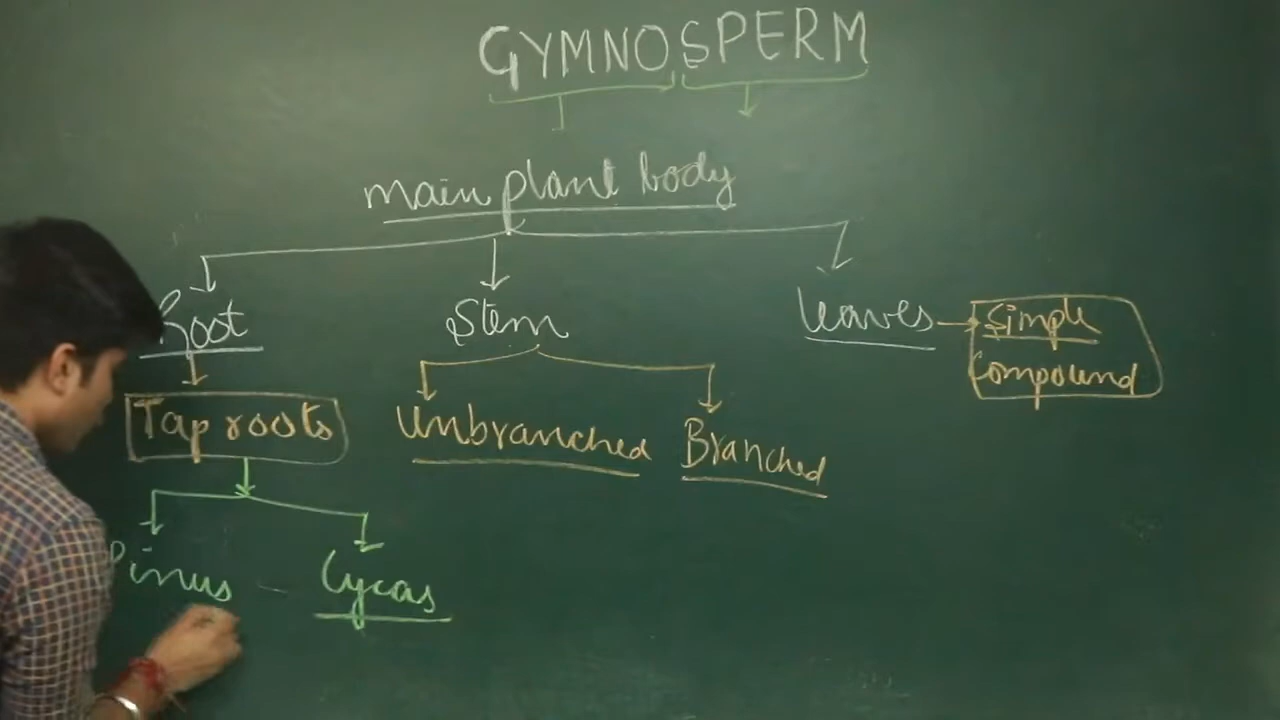 GYMNOSPERM
main plant body
Root
Stem
leaves
Simple
Compound
Tap roots
Unbranched
Branched
Pinus
Cycas